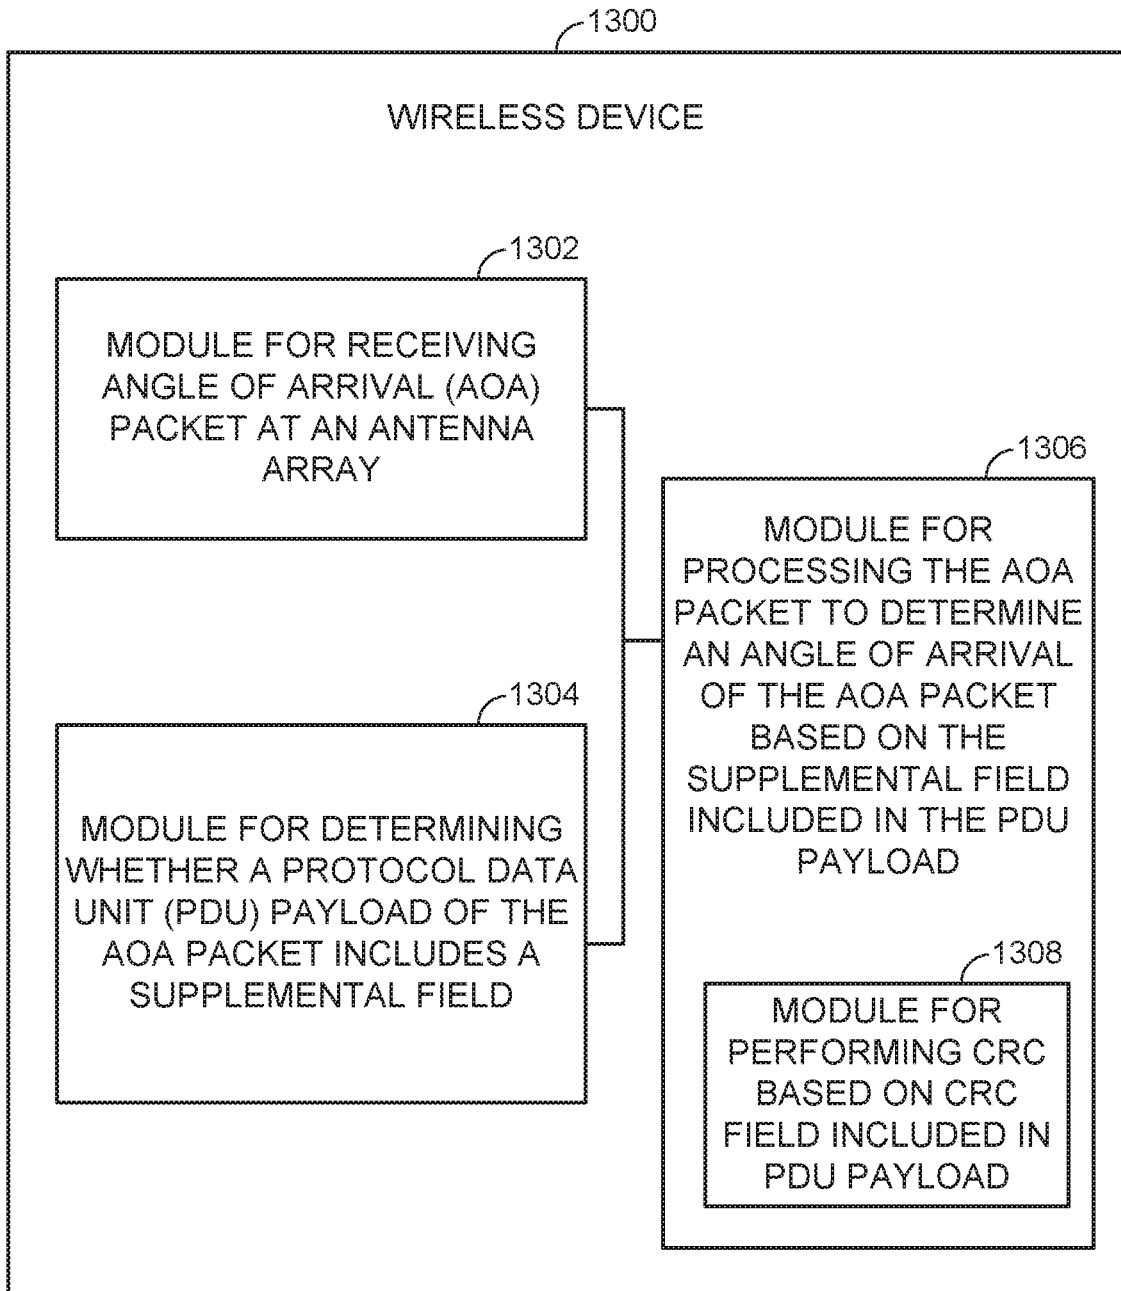 1300
WIRELESS DEVICE
1302
MODULE FOR RECEIVING
ANGLE OF ARRIVAL (AOA)
PACKET AT AN ANTENNA
ARRAY
1304
MODULE FOR DETERMINING
WHETHER A PROTOCOL DATA
UNIT (PDU) PAYLOAD OF THE
AOA PACKET INCLUDES A
SUPPLEMENTAL FIELD
1306
MODULE FOR
PROCESSING THE AOA
PACKET TO DETERMINE
AN ANGLE OF ARRIVAL
OF THE AOA PACKET
BASED ON THE
SUPPLEMENTAL FIELD
INCLUDED IN THE PDU
PAYLOAD
1308
MODULE FOR
PERFORMING CRC
BASED ON CRC
FIELD INCLUDED IN
PDU PAYLOAD